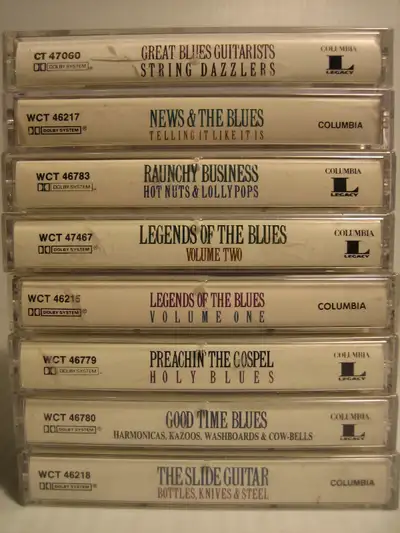 CT 47060
DOLBY SYSTEM
GREAT BLUES GUITARISTS
STRING DAZZLERS
COLUMBIA
L
LEGACY
WCT 46217
DOLBY SYSTEM
NEWS & THE BLUES
TELLING IT LIKE IT IS
COLUMBIA
WCT 46783
DOLBY SYSTEM
RAUNCHY BUSINESS
HOT NUTS & LOLLYPOPS
COLUMBIA
L
LEGACY
WCT 47467
DOLBY SYSTEM
LEGENDS OF THE BLUES
VOLUME TWO
COLUMBIA
L
LEGACY
WCT 46215
DOLBY SYSTEM
LEGENDS OF THE BLUES
VOLUME ONE
COLUMBIA
WCT 46779
DOLBY SYSTEM
PREACHIN THE GOSPEL
HOLY BLUES
COLUMBIA
L
LEGACY
WCT 46780
DOLBY SYSTEM
GOOD TIME BLUES
HARMONICAS, KAZOOS, WASHBOARDS & COW-BELLS
COLUMBIA
L
LEGACY
WCT 46218
DOLBY SYSTEM
THE SLIDE GUITAR
BOTTLES, KNIVES & STEEL
COLUMBIA